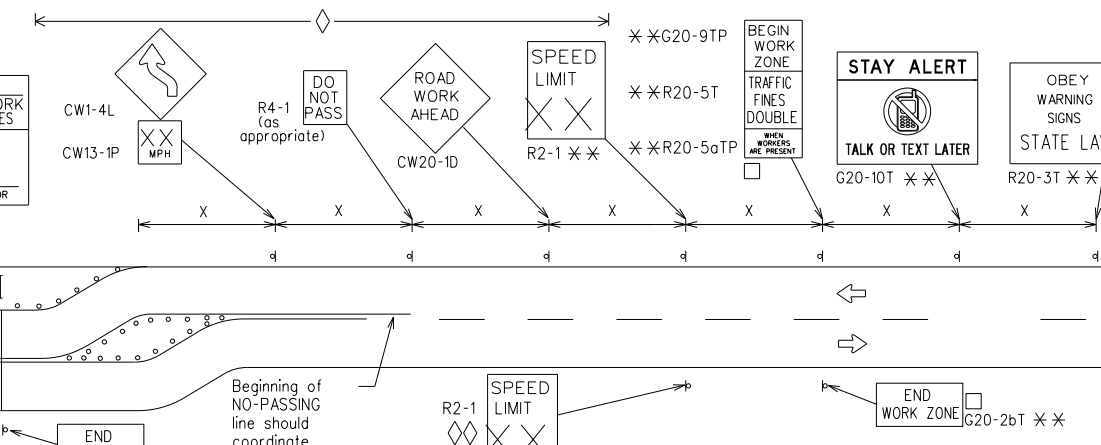 ORK
ES
OR
CW1-4L
CW13-1P
X X
MPH
R4-1
(as
appropriate)
DO
NOT
PASS
ROAD
WORK
AHEAD
CW20-1D
SPEED
LIMIT
X X
R2-1 **
**G20-9TP
**R20-5T
**R20-5aTP
BEGIN
WORK
ZONE
TRAFFIC
FINES
DOUBLE
WHEN
WORKERS
ARE PRESENT
STAY ALERT
TALK OR TEXT LATER
G20-10T **
OBEY
WARNING
SIGNS
STATE LAW
R20-3T **
X X X X X X X
Beginning of
NO-PASSING
line should
coordinate
R2-1
SPEED
LIMIT
X X
END
WORK ZONE
G20-2bT **
END